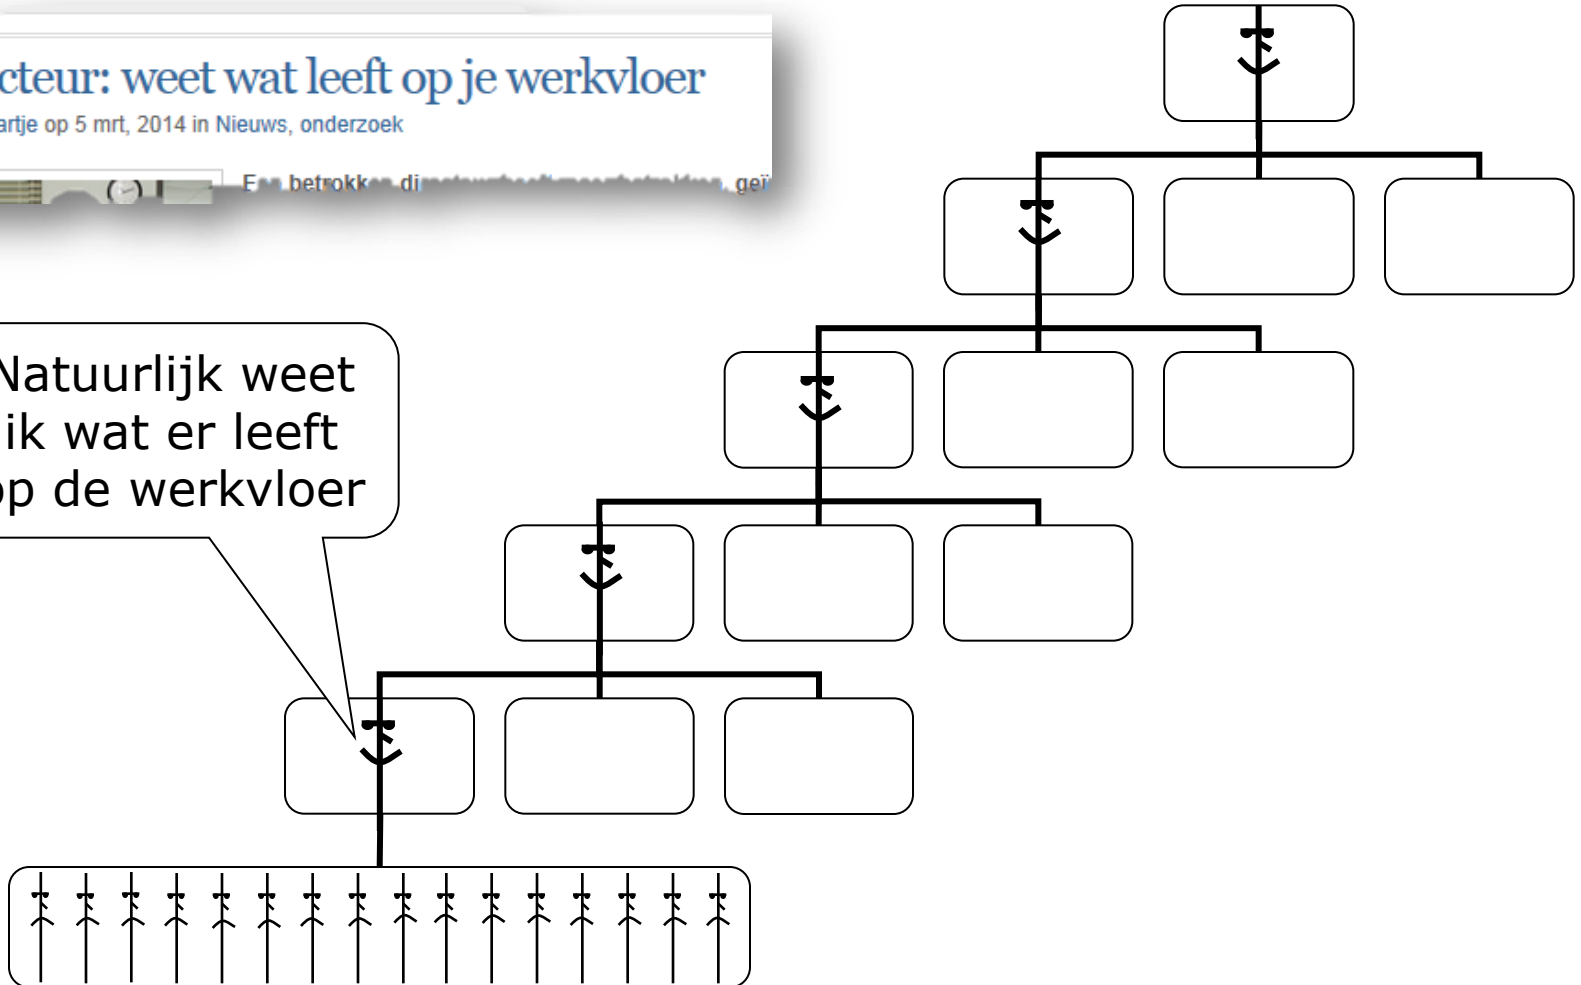 cteur: weet wat leeft op je werkvloer
artje op 5 mrt, 2014 in Nieuws, onderzoek
betrokken
Natuurlijk weet
ik wat er leeft
op de werkvloer